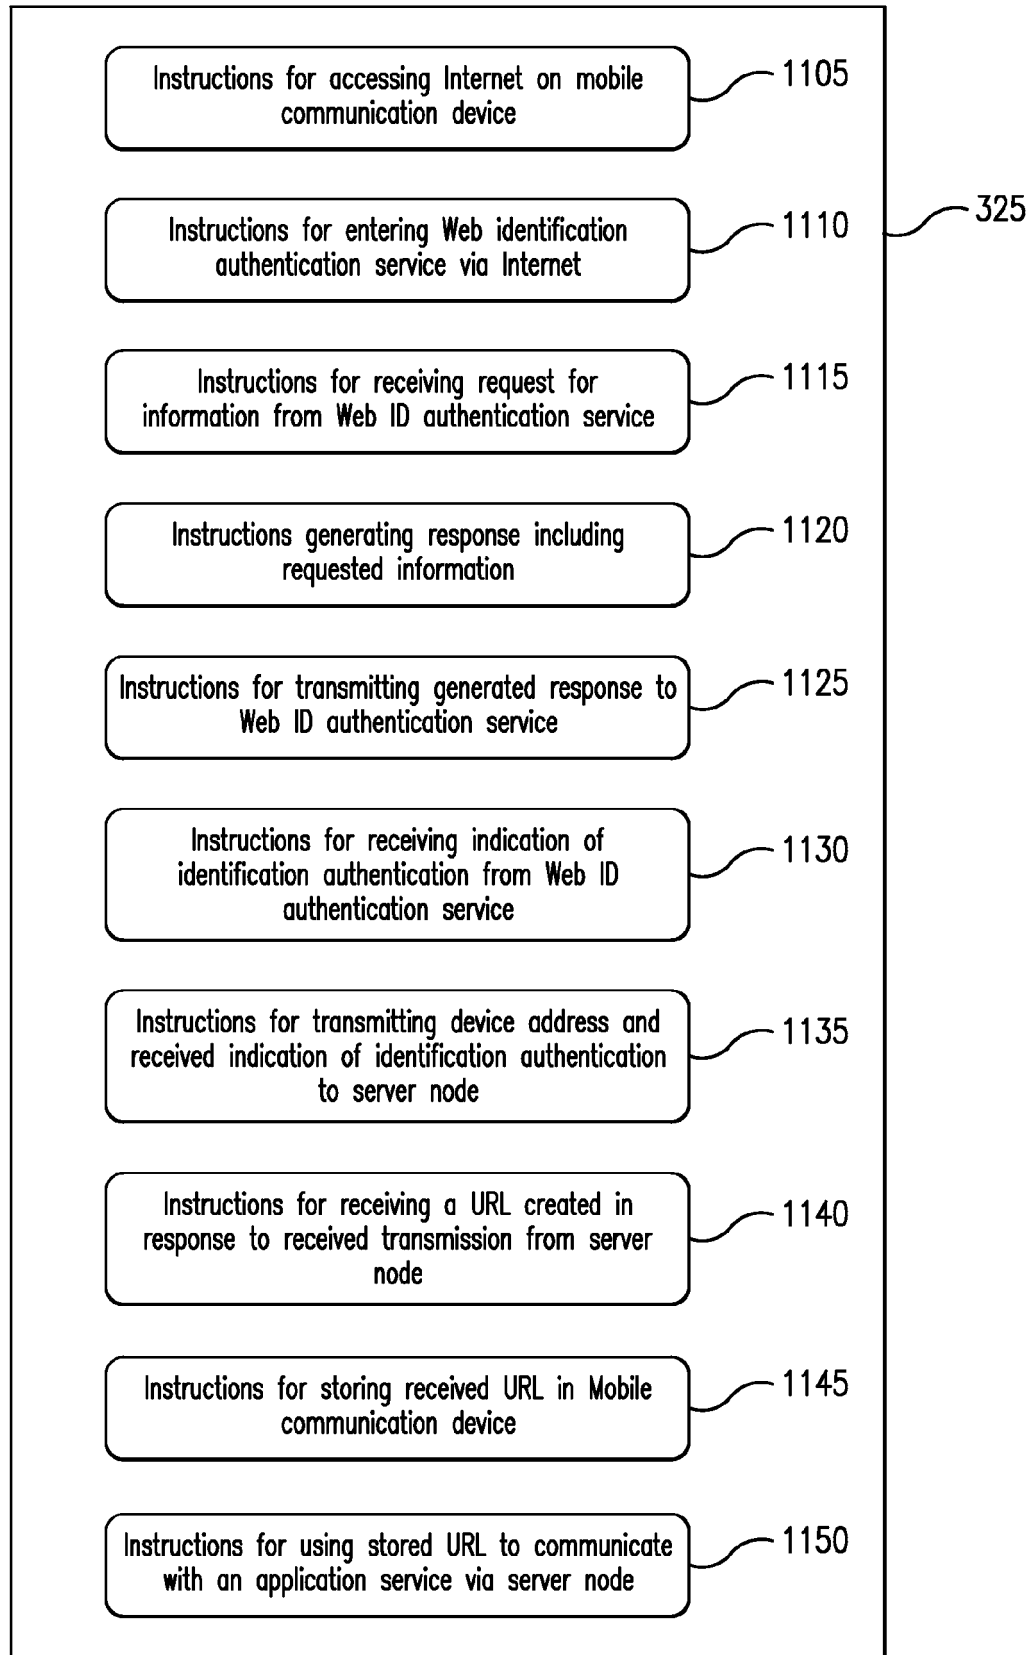 Instructions for accessing Internet on mobile
communication device
1105
325
Instructions for entering Web identification
authentication service via Internet
1110
Instructions for receiving request for
information from Web ID authentication service
1115
Instructions generating response including
requested information
1120
Instructions for transmitting generated response to
Web ID authentication service
1125
Instructions for receiving indication of
identification authentication from Web ID
authentication service
1130
Instructions for transmitting device address and
received indication of identification authentication
to server node
1135
Instructions for receiving a URL created in
response to received transmission from server
node
1140
Instructions for storing received URL in Mobile
communication device
1145
Instructions for using stored URL to communicate
with an application service via server node
1150